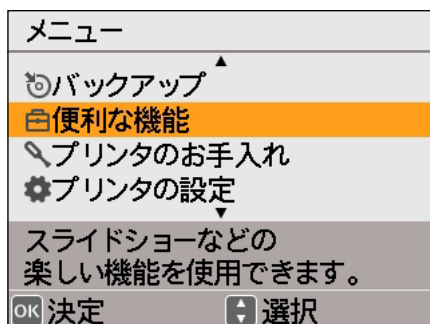 メニュー
バックアップ
便利な機能
プリンタのお手入れ
プリンタの設定
スライドショーなどの
楽しい機能を使用できます。
OK 決定 選択